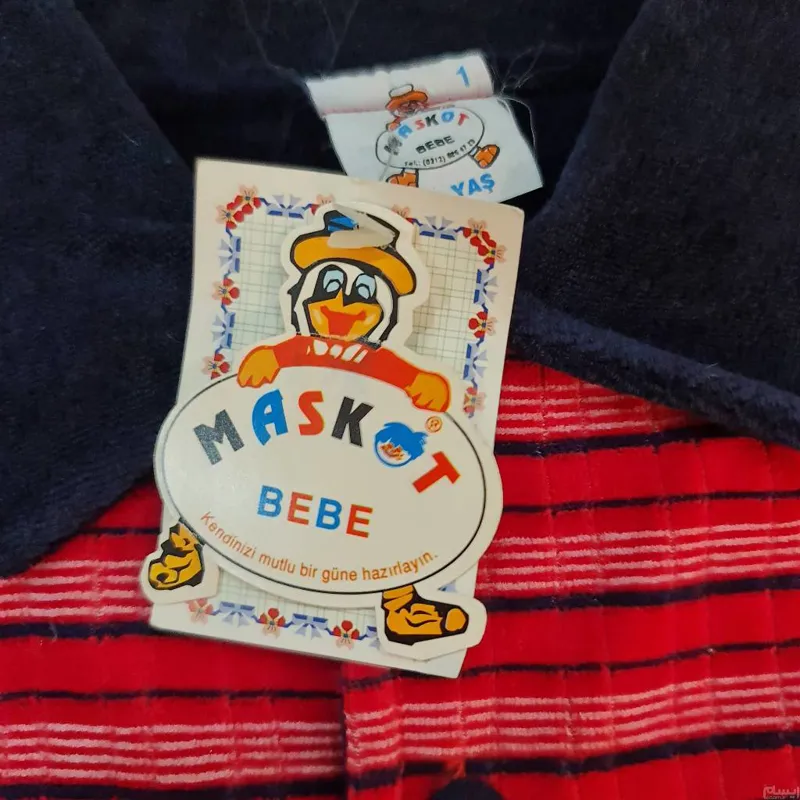 1
MASKOT
BEBE
YAŞ
MASKOT®
BEBE
Kendinizi mutlu bir güne hazırlayın.